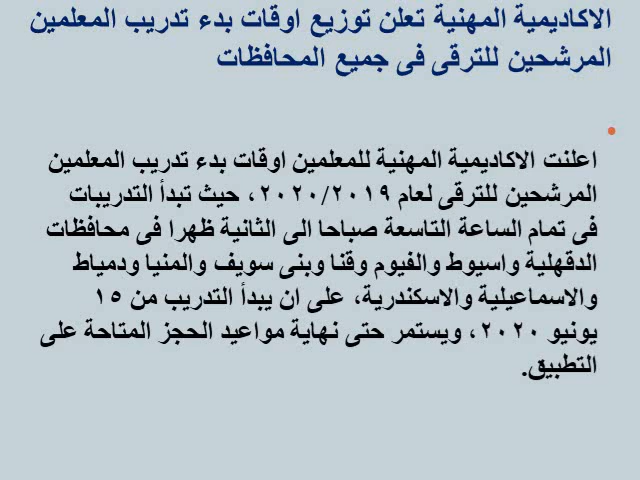 الاكاديمية المهنية تعلن توزيع اوقات بدء تدريب المعلمين
المرشحين للترقى فى جميع المحافظات
اعلنت الاكاديمية المهنية للمعلمين اوقات بدء تدريب المعلمين
المرشحين للترقى لعام ٢٠٢٠/٢٠١٩، حيث تبدأ التدريبات
فى تمام الساعة التاسعة صباحا الى الثانية ظهرا فى محافظات
الدقهلية واسيوط والفيوم وقنا وبنى سويف والمنيا ودمياط
والاسماعيلية والاسكندرية، على ان يبدأ التدريب من ١٥
يونيو ٢٠٢٠، ويستمر حتى نهاية مواعيد الحجز المتاحة على
التطبيق.